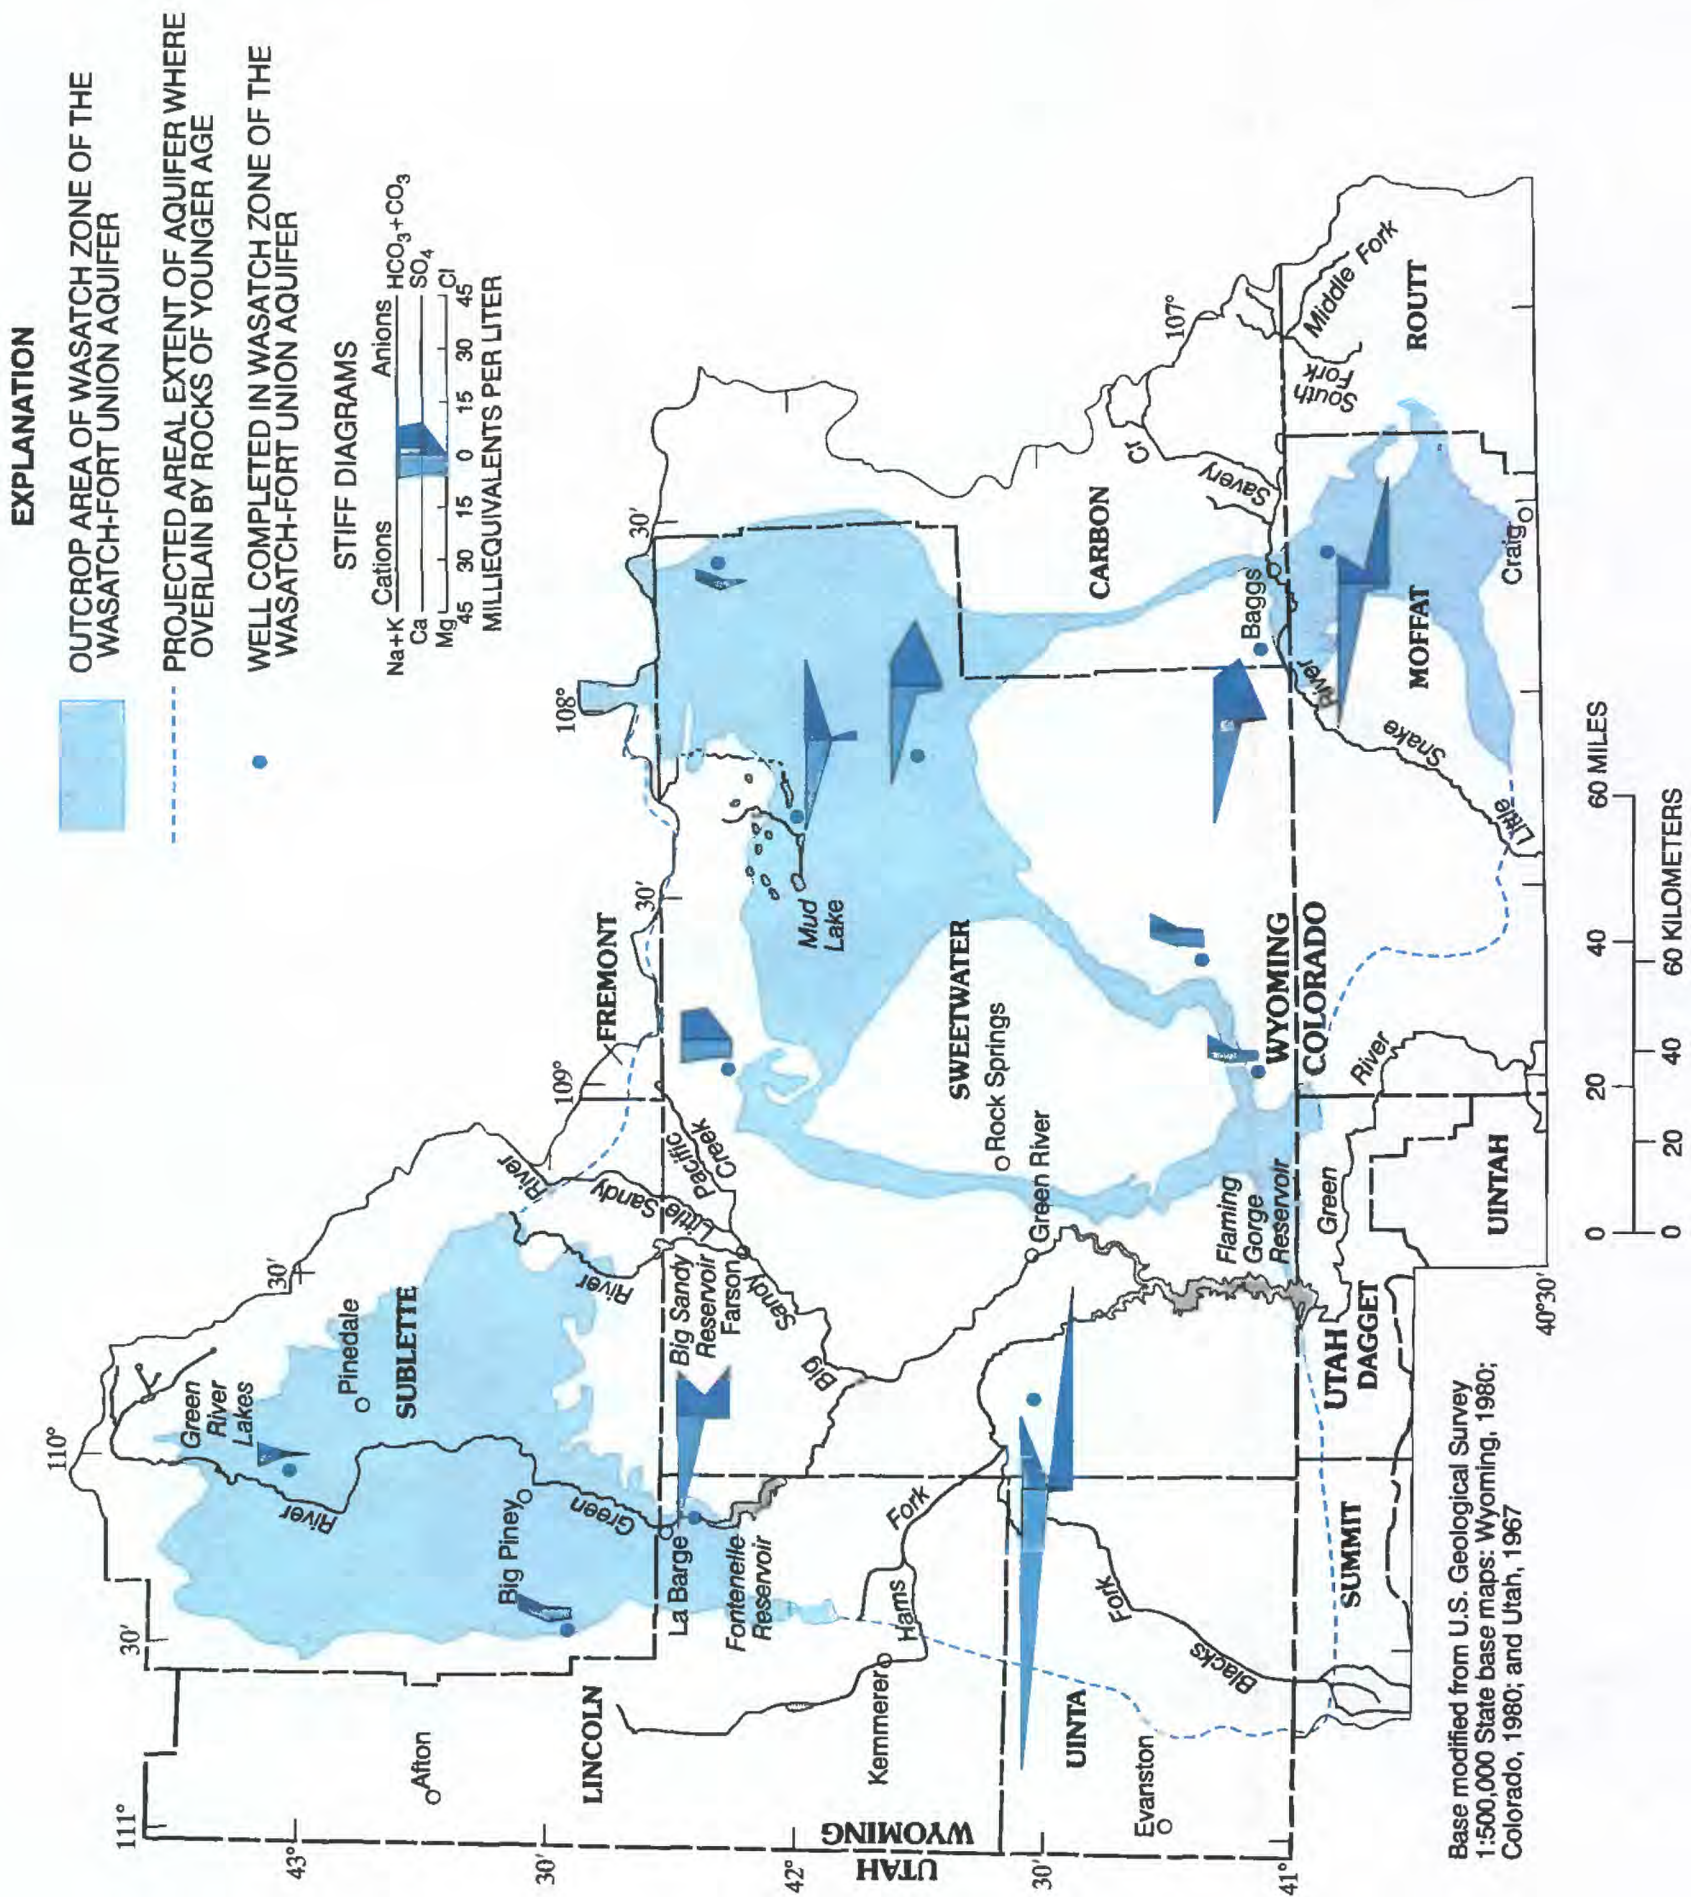 EXPLANATION
OUTCROP AREA OF WASATCH ZONE OF THE
WASATCH-FORT UNION AQUIFER
PROJECTED AREAL EXTENT OF AQUIFER WHERE
OVERLAIN BY ROCKS OF YOUNGER AGE
WELL COMPLETED IN WASATCH ZONE OF THE
WASATCH-FORT UNION AQUIFER
STIFF DIAGRAMS
Cations
Anions
Na+K
HCO₃+CO₃
Ca
SO₄
Mg
Cl
45 30 15 0 15 30 45
MILLIEQUIVALENTS PER LITER
111°
30'
110°
30'
109°
30'
108°
30'
107°
43°
30'
42°
30'
41°
40°30'
Green
River
Lakes
Pinedale
SUBLETTE
River
Big Piney
Green
River
River
Little Sandy
Pacific
Creek
FREMONT
Afton
LINCOLN
La Barge
Fontenelle
Reservoir
Big Sandy
Reservoir
Farson
Big
Sandy
Mud
Lake
Kemmerer
Hams
Fork
SWEETWATER
Rock Springs
Green River
CARBON
UTAH
WYOMING
UINTA
Evanston
Blacks
Fork
Flaming
Gorge
Reservoir
Savery
Cr
Baggs
WYOMING
COLORADO
UTAH
DAGGET
SUMMIT
UINTAH
Green
River
Little
Snake
River
MOFFAT
Craig
ROUTT
South
Fork
Middle Fork
0 20 40 60 MILES
0 20 40 60 KILOMETERS
Base modified from U.S. Geological Survey
1:500,000 State base maps: Wyoming, 1980;
Colorado, 1980; and Utah, 1967